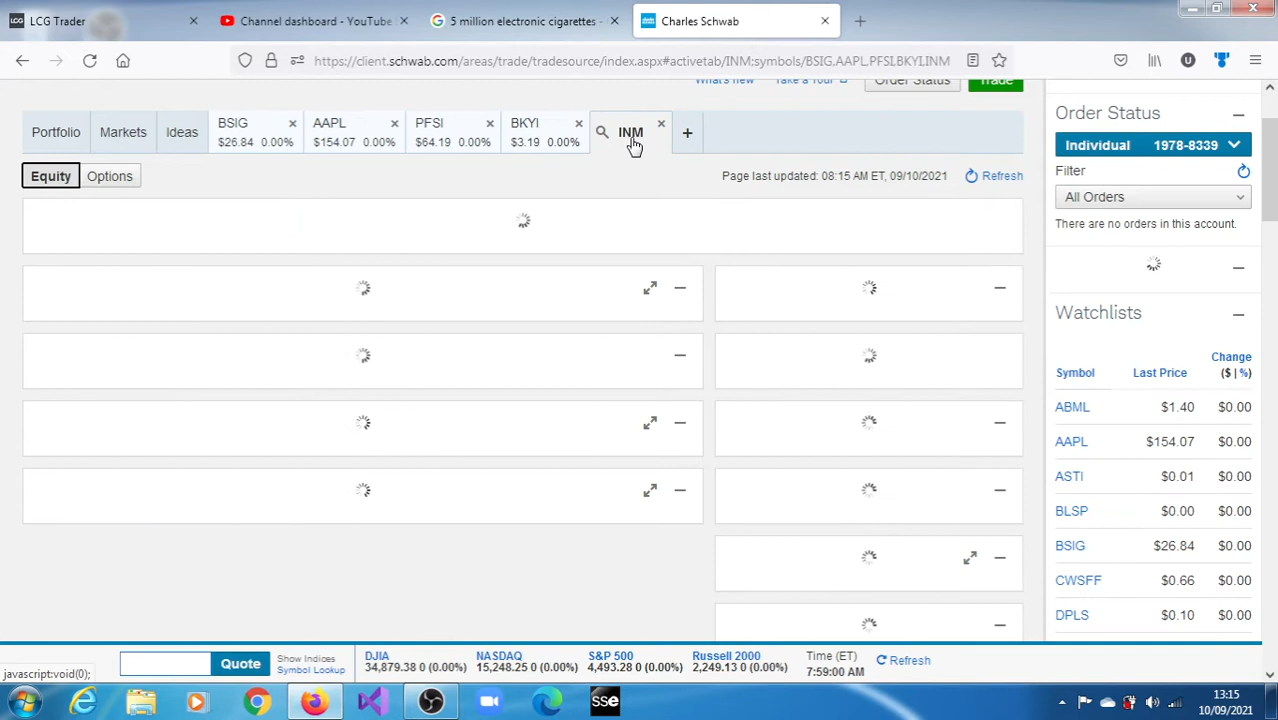 LCG Trader
Channel dashboard - YouTube
5 million electronic cigarettes -
Charles Schwab
https://client.schwab.com/areas/trade/tradesource/index.aspx#activetab/INM:symbols/BSIG.AAPL.PFSI.BKYI.INM
What's new
Take a Tour
Order Status
Trade
Portfolio
Markets
Ideas
BSIG
$26.84 0.00%
AAPL
$154.07 0.00%
PFSI
$64.19 0.00%
BKYI
$3.19 0.00%
INM
Equity
Options
Page last updated: 08:15 AM ET, 09/10/2021
Refresh
Order Status
Individual 1978-8339
Filter
All Orders
There are no orders in this account.
Watchlists
Symbol Last Price Change ($ | %)
ABML $1.40 $0.00
AAPL $154.07 $0.00
ASTI $0.01 $0.00
BLSP $0.00 $0.00
BSIG $26.84 $0.00
CWSFF $0.66 $0.00
DPLS $0.10 $0.00
javascript:void(0);
Quote
Show Indices
Symbol Lookup
DJIA
34,879.38 0 (0.00%)
NASDAQ
15,248.25 0 (0.00%)
S&P 500
4,493.28 0 (0.00%)
Russell 2000
2,249.13 0 (0.00%)
Time (ET)
7:59:00 AM
Refresh
sse
13:15
10/09/2021